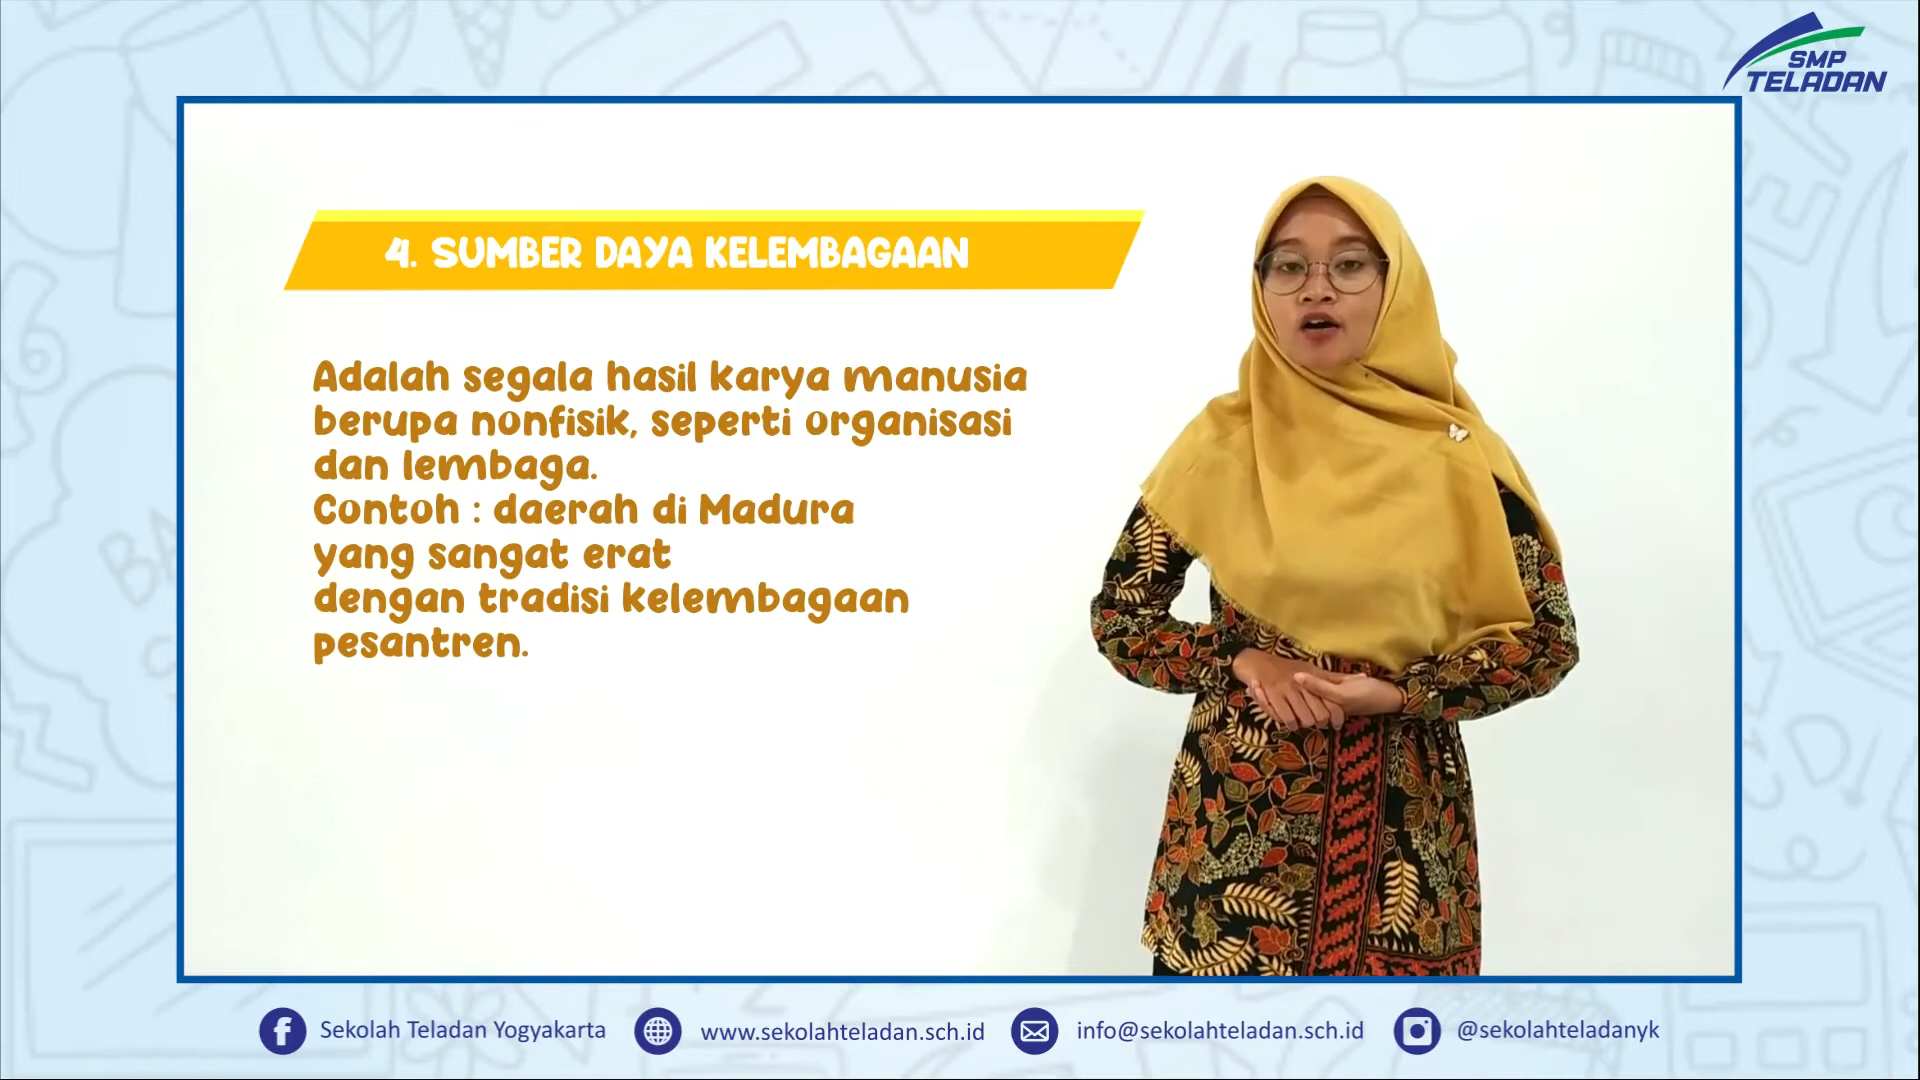 SMP
TELADAN
4. SUMBER DAYA KELEMBAGAAN
Adalah segala hasil karya manusia
berupa nonfisik, seperti organisasi
dan lembaga.
Contoh : daerah di Madura
yang sangat erat
dengan tradisi kelembagaan
pesantren.
Sekolah Teladan Yogyakarta
www.sekolahteladan.sch.id
info@sekolahteladan.sch.id
@sekolahteladanyk